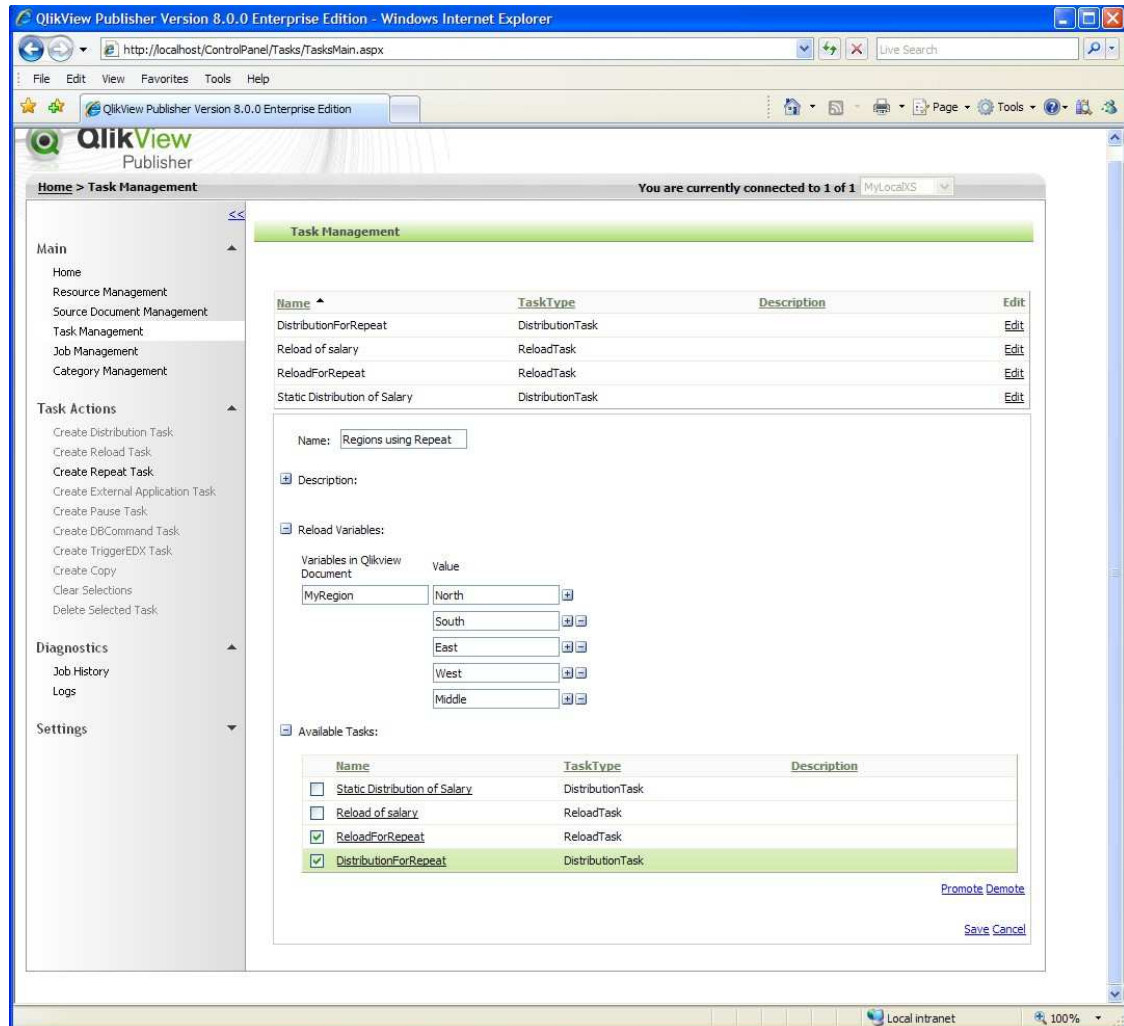 QlikView Publisher Version 8.0.0 Enterprise Edition - Windows Internet Explorer
http://localhost/ControlPanel/Tasks/TasksMain.aspx
Live Search
File Edit View Favorites Tools Help
QlikView Publisher Version 8.0.0 Enterprise Edition
Page Tools
QlikView
Publisher
Home > Task Management
You are currently connected to 1 of 1 MyLocalXS
<<
Main
Home
Resource Management
Source Document Management
Task Management
Job Management
Category Management
Task Actions
Create Distribution Task
Create Reload Task
Create Repeat Task
Create External Application Task
Create Pause Task
Create DBCommand Task
Create TriggerEDX Task
Create Copy
Clear Selections
Delete Selected Task
Diagnostics
Job History
Logs
Settings
Task Management
Name TaskType Description Edit
DistributionForRepeat DistributionTask Edit
Reload of salary ReloadTask Edit
ReloadForRepeat ReloadTask Edit
Static Distribution of Salary DistributionTask Edit
Name: Regions using Repeat
Description:
Reload Variables:
Variables in Qlikview
Document
Value
MyRegion North
South
East
West
Middle
Available Tasks:
Name TaskType Description
Static Distribution of Salary DistributionTask
Reload of salary ReloadTask
ReloadForRepeat ReloadTask
DistributionForRepeat DistributionTask
Promote Demote
Save Cancel
Local intranet 100%